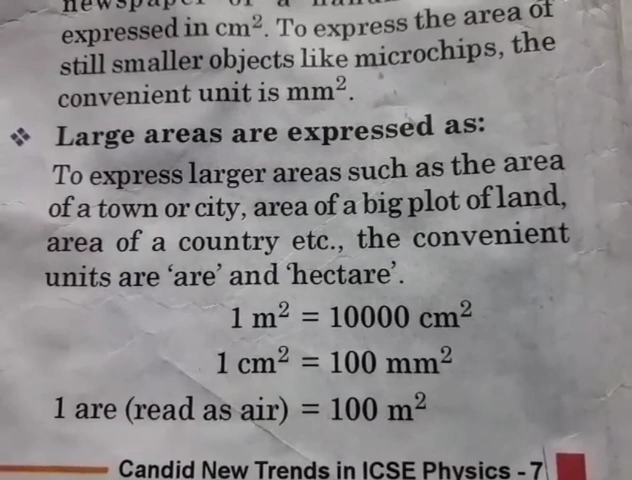 expressed in cm². To express the area of
still smaller objects like microchips, the
convenient unit is mm².
❖ Large areas are expressed as:
To express larger areas such as the area
of a town or city, area of a big plot of land,
area of a country etc., the convenient
units are ‘are’ and ‘hectare’.
1 m² = 10000 cm²
1 cm² = 100 mm²
1 are (read as air) = 100 m²
Candid New Trends in ICSE Physics - 7